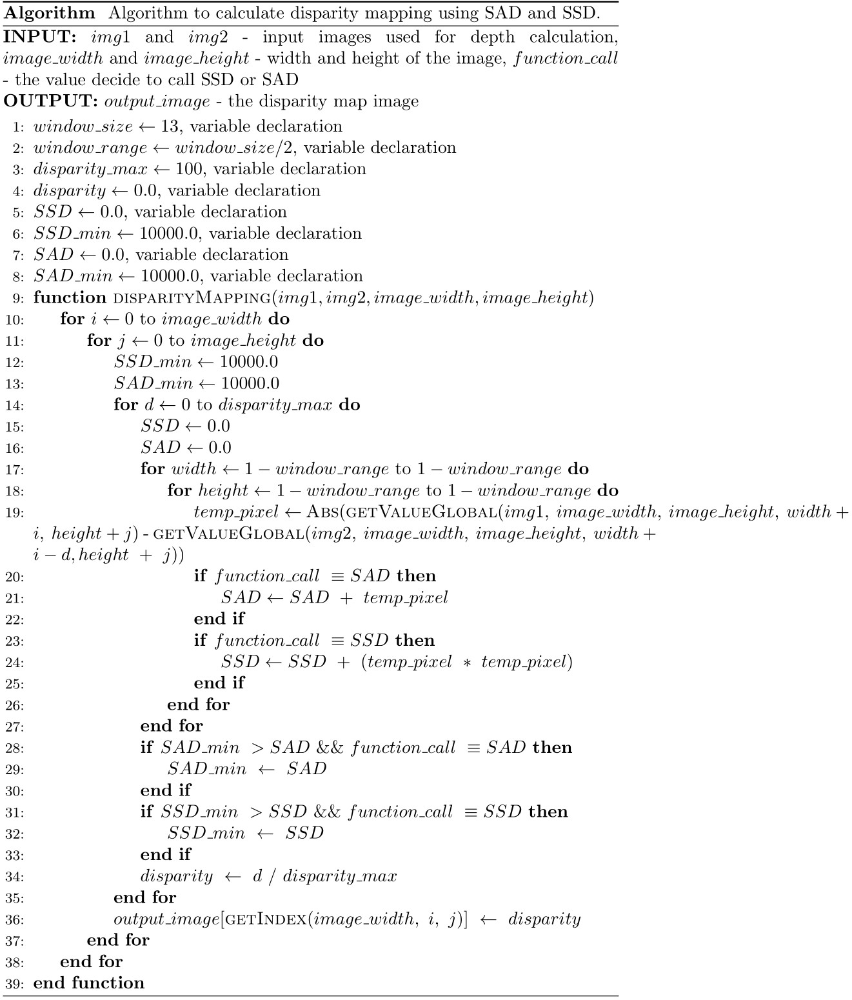 Algorithm Algorithm to calculate disparity mapping using SAD and SSD.
INPUT: img1 and img2 - input images used for depth calculation,
image_width and image_height - width and height of the image, function_call
- the value decide to call SSD or SAD
OUTPUT: output_image - the disparity map image
1: window_size ← 13, variable declaration
2: window_range ← window_size/2, variable declaration
3: disparity_max ← 100, variable declaration
4: disparity ← 0.0, variable declaration
5: SSD ← 0.0, variable declaration
6: SSD_min ← 10000.0, variable declaration
7: SAD ← 0.0, variable declaration
8: SAD_min ← 10000.0, variable declaration
9: function DISPARITYMAPPING(img1, img2, image_width, image_height)
10: for i ← 0 to image_width do
11: for j ← 0 to image_height do
12: SSD_min ← 10000.0
13: SAD_min ← 10000.0
14: for d ← 0 to disparity_max do
15: SSD ← 0.0
16: SAD ← 0.0
17: for width ← 1 − window_range to 1 − window_range do
18: for height ← 1 − window_range to 1 − window_range do
19: temp_pixel ← ABS(GETVALUEGLOBAL(img1, image_width, image_height, width +
i, height + j) - GETVALUEGLOBAL(img2, image_width, image_height, width +
i − d, height + j))
20: if function_call ≡ SAD then
21: SAD ← SAD + temp_pixel
22: end if
23: if function_call ≡ SSD then
24: SSD ← SSD + (temp_pixel * temp_pixel)
25: end if
26: end for
27: end for
28: if SAD_min > SAD && function_call ≡ SAD then
29: SAD_min ← SAD
30: end if
31: if SSD_min > SSD && function_call ≡ SSD then
32: SSD_min ← SSD
33: end if
34: disparity ← d / disparity_max
35: end for
36: output_image[GETINDEX(image_width, i, j)] ← disparity
37: end for
38: end for
39: end function